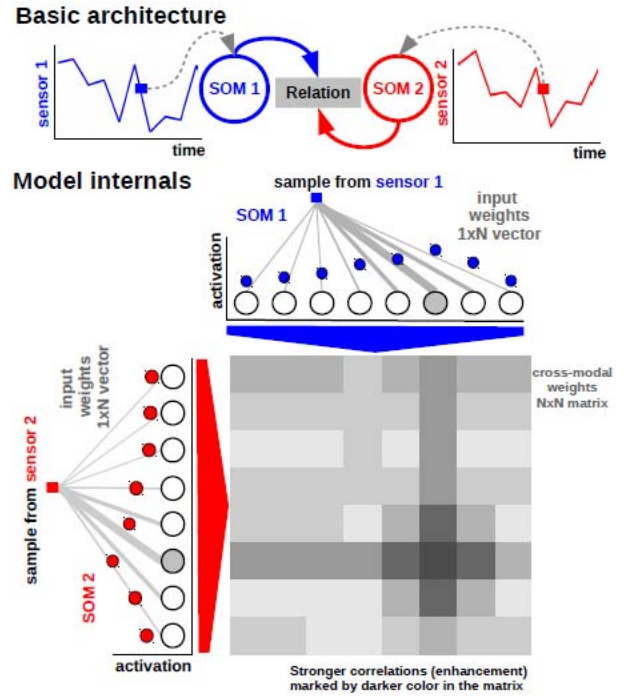 Basic architecture
sensor 1
SOM 1
Relation
SOM 2
sensor 2
time
time
Model internals
sample from sensor 1
SOM 1
input
weights
1xN vector
activation
input
weights
1xN vector
cross-modal
weights
NxN matrix
sample from sensor 2
SOM 2
activation
Stronger correlations (enhancement)
marked by darker color in the matrix